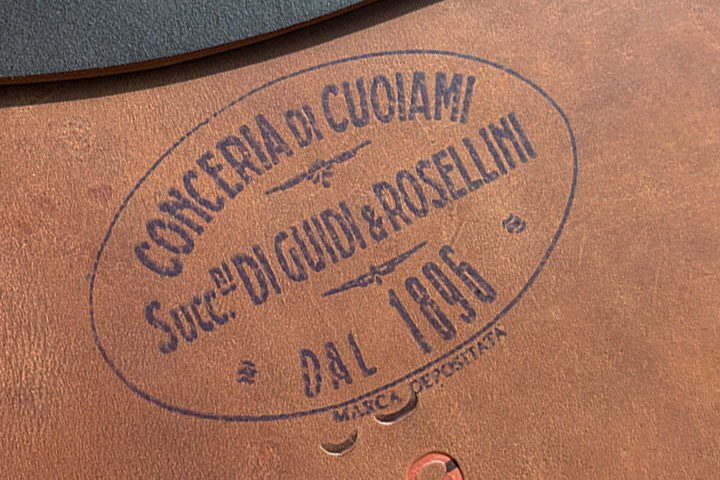 CONCERIA DI CUOIAMI
Succ.RI DI GUIDI & ROSELLINI
DAL 1896
MARCA DEPOSITATA